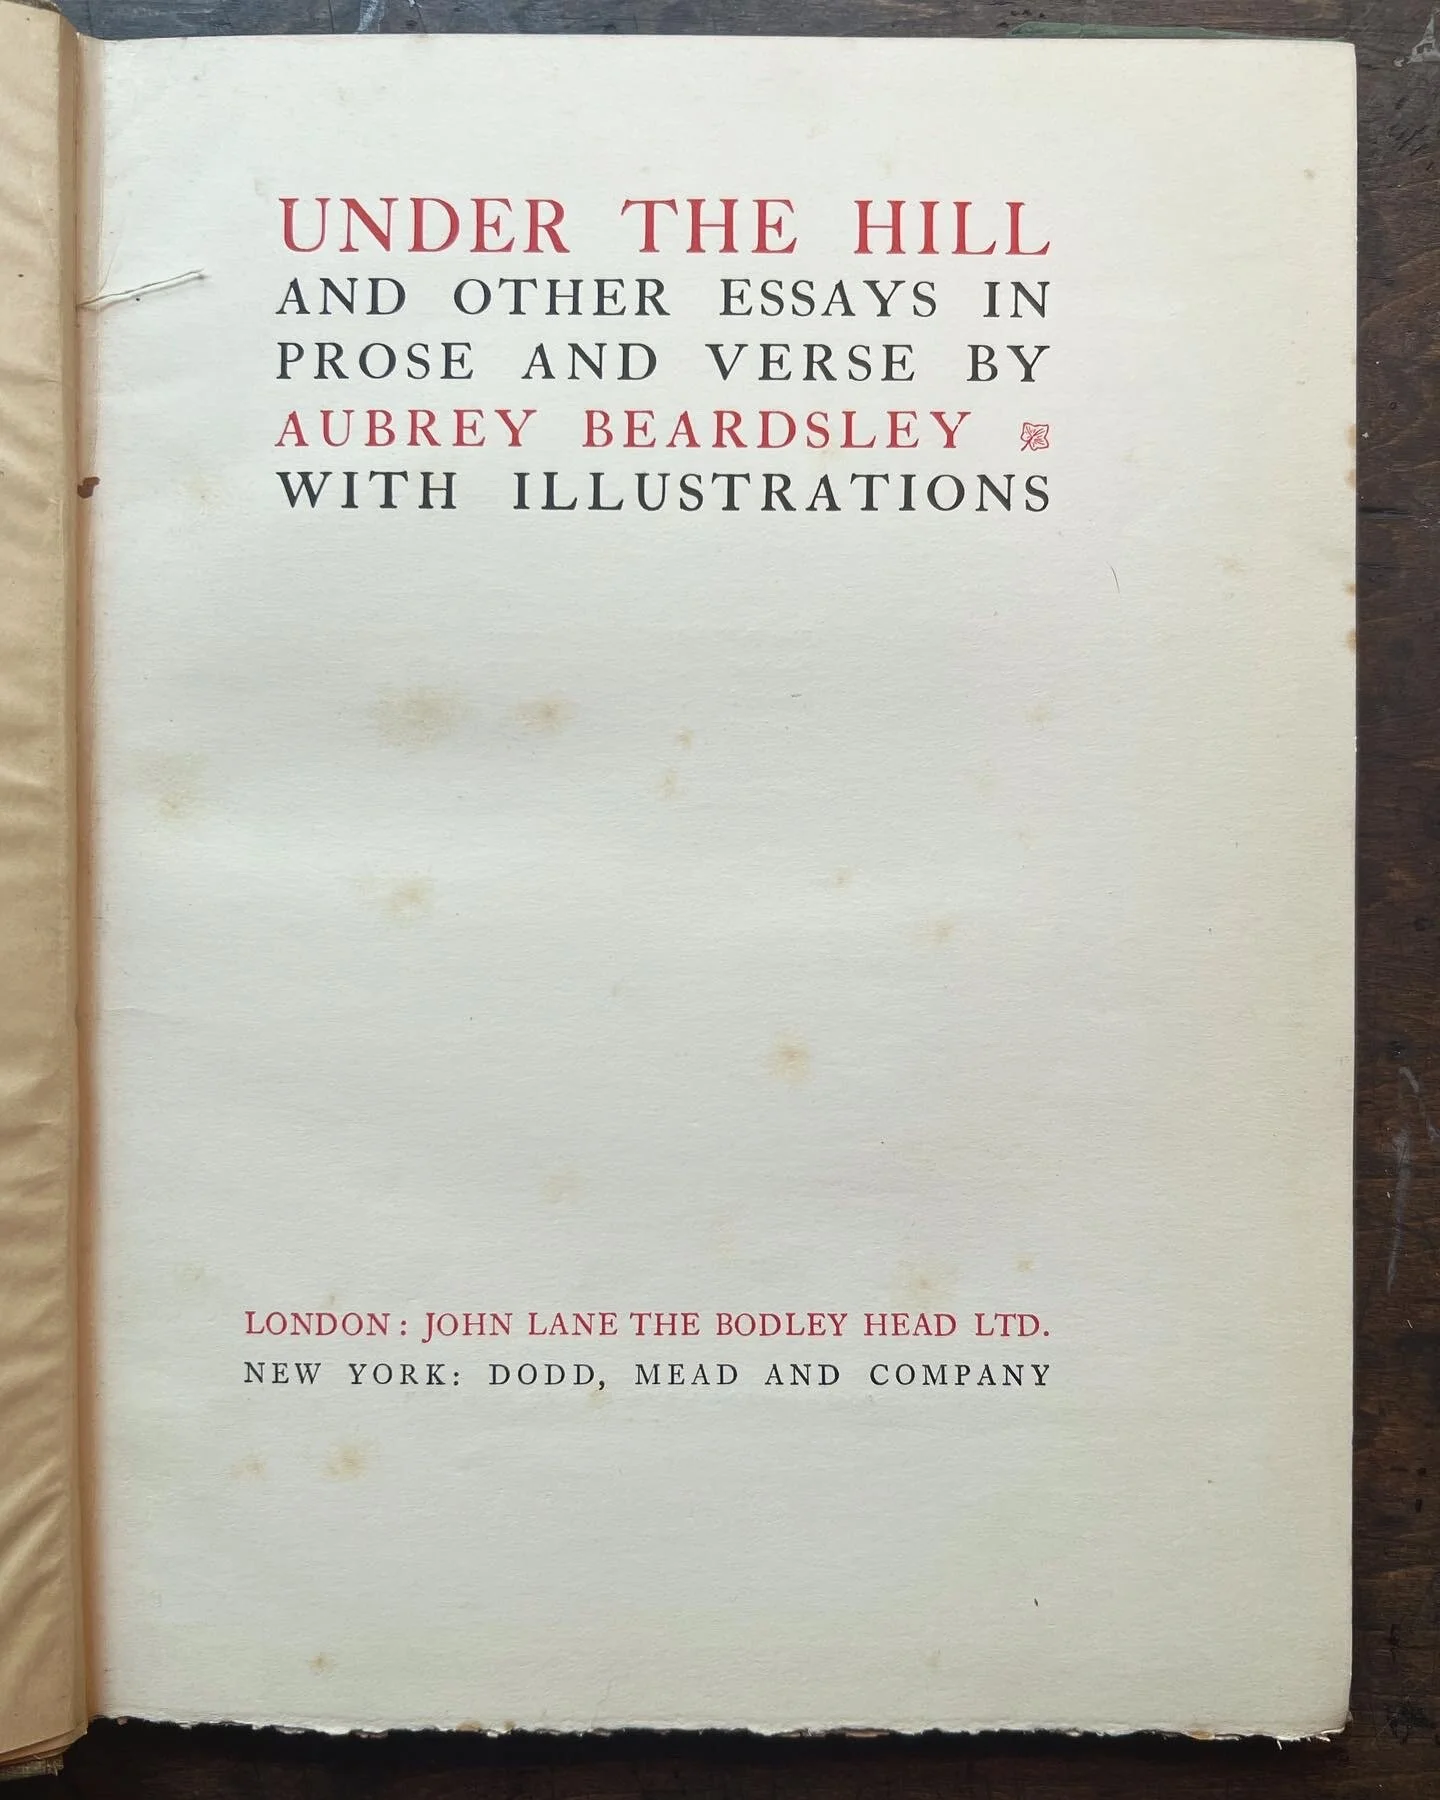 UNDER THE HILL
AND OTHER ESSAYS IN
PROSE AND VERSE BY
AUBREY BEARDSLEY
WITH ILLUSTRATIONS
LONDON: JOHN LANE THE BODLEY HEAD LTD.
NEW YORK: DODD, MEAD AND COMPANY